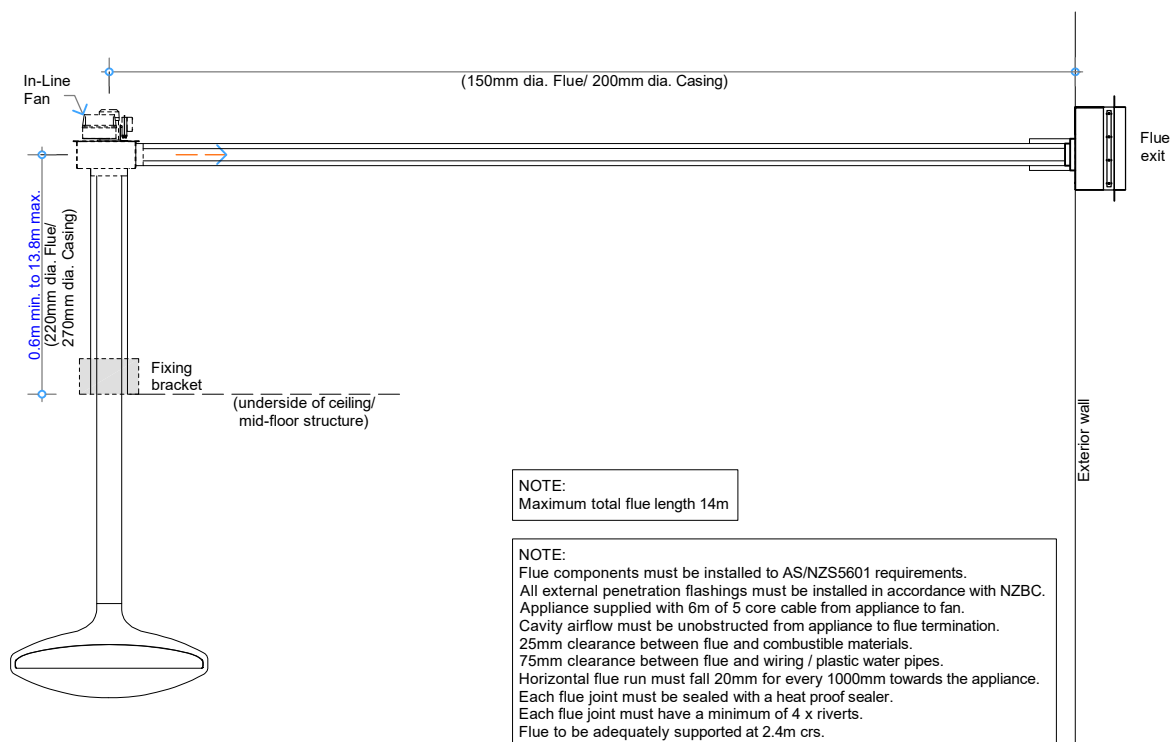 In-Line
Fan
(150mm dia. Flue/ 200mm dia. Casing)
Flue
exit
0.6m min. to 13.8m max.
(220mm dia. Flue/
270mm dia. Casing)
Fixing
bracket
(underside of ceiling/
mid-floor structure)
Exterior wall
NOTE:
Maximum total flue length 14m
NOTE:
Flue components must be installed to AS/NZS5601 requirements.
All external penetration flashings must be installed in accordance with NZBC.
Appliance supplied with 6m of 5 core cable from appliance to fan.
Cavity airflow must be unobstructed from appliance to flue termination.
25mm clearance between flue and combustible materials.
75mm clearance between flue and wiring / plastic water pipes.
Horizontal flue run must fall 20mm for every 1000mm towards the appliance.
Each flue joint must be sealed with a heat proof sealer.
Each flue joint must have a minimum of 4 x riverts.
Flue to be adequately supported at 2.4m crs.